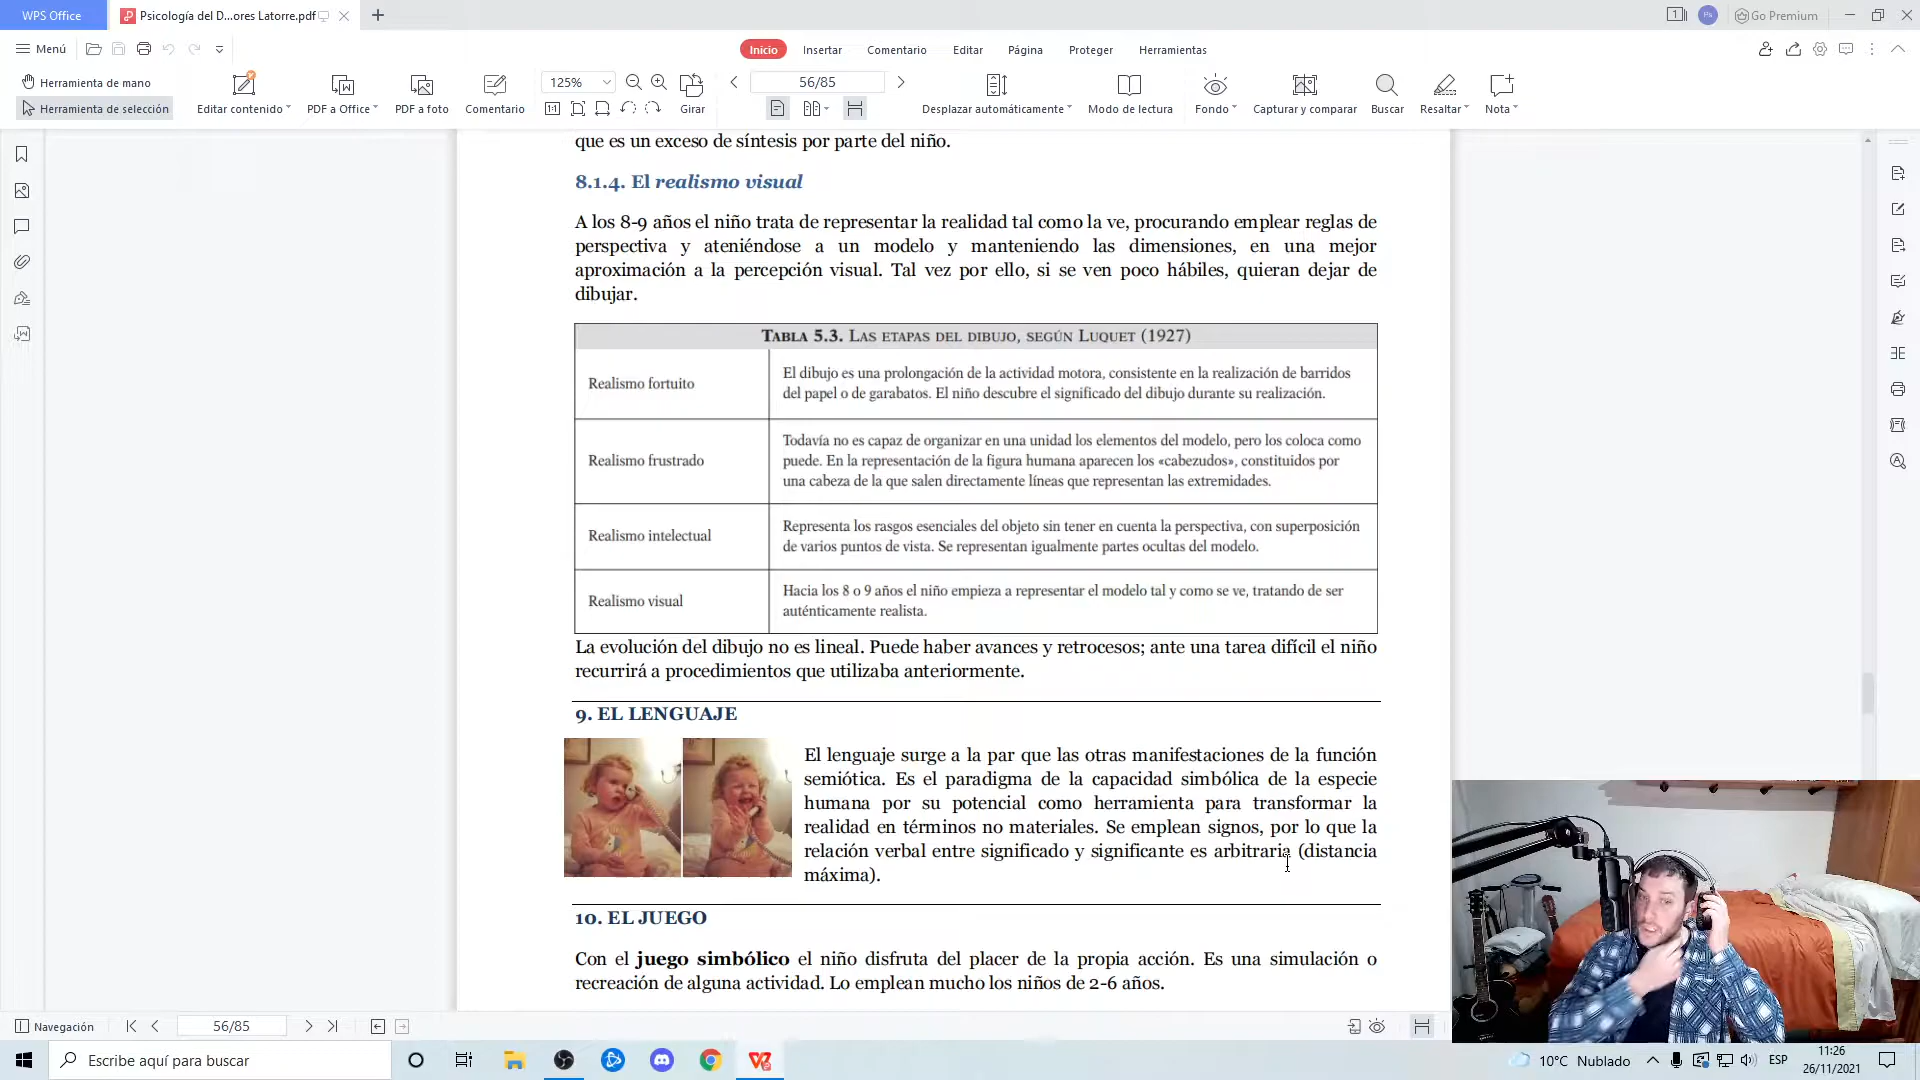 WPS Office
Psicología del D...ores Latorre.pdf
1
Go Premium
Menú
Inicio
Insertar
Comentario
Editar
Página
Proteger
Herramientas
Herramienta de mano
Herramienta de selección
Editar contenido
PDF a Office
PDF a foto
Comentario
125%
Girar
56/85
Desplazar automáticamente
Modo de lectura
Fondo
Capturar y comparar
Buscar
Resaltar
Nota
que es un exceso de síntesis por parte del niño.
8.1.4. El realismo visual
A los 8-9 años el niño trata de representar la realidad tal como la ve, procurando emplear reglas de
perspectiva y ateniéndose a un modelo y manteniendo las dimensiones, en una mejor
aproximación a la percepción visual. Tal vez por ello, si se ven poco hábiles, quieran dejar de
dibujar.
TABLA 5.3. LAS ETAPAS DEL DIBUJO, SEGÚN LUQUET (1927)
Realismo fortuito
El dibujo es una prolongación de la actividad motora, consistente en la realización de barridos
del papel o de garabatos. El niño descubre el significado del dibujo durante su realización.
Realismo frustrado
Todavía no es capaz de organizar en una unidad los elementos del modelo, pero los coloca como
puede. En la representación de la figura humana aparecen los «cabezudos», constituidos por
una cabeza de la que salen directamente líneas que representan las extremidades.
Realismo intelectual
Representa los rasgos esenciales del objeto sin tener en cuenta la perspectiva, con superposición
de varios puntos de vista. Se representan igualmente partes ocultas del modelo.
Realismo visual
Hacia los 8 o 9 años el niño empieza a representar el modelo tal y como se ve, tratando de ser
auténticamente realista.
La evolución del dibujo no es lineal. Puede haber avances y retrocesos; ante una tarea difícil el niño
recurrirá a procedimientos que utilizaba anteriormente.
9. EL LENGUAJE
El lenguaje surge a la par que las otras manifestaciones de la función
semiótica. Es el paradigma de la capacidad simbólica de la especie
humana por su potencial como herramienta para transformar la
realidad en términos no materiales. Se emplean signos, por lo que la
relación verbal entre significado y significante es arbitraria (distancia
máxima).
10. EL JUEGO
Con el juego simbólico el niño disfruta del placer de la propia acción. Es una simulación o
recreación de alguna actividad. Lo emplean mucho los niños de 2-6 años.
Navegación
56/85
Escribe aquí para buscar
10°C Nublado
ESP
11:26
26/11/2021